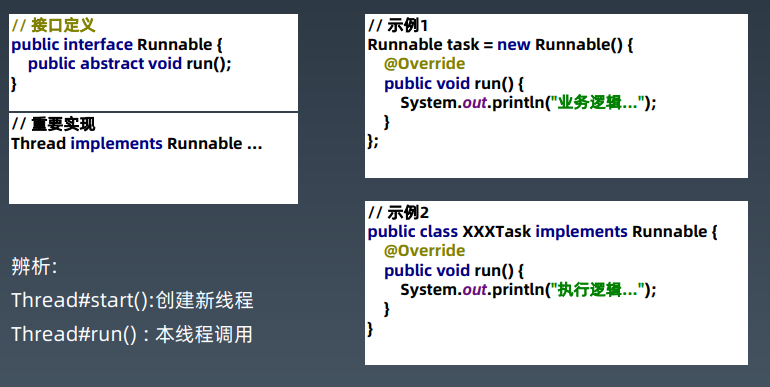 // 接口定义
public interface Runnable {
    public abstract void run();
}
// 重要实现
Thread implements Runnable ...
辨析:
Thread#start():创建新线程
Thread#run() : 本线程调用
// 示例1
Runnable task = new Runnable() {
    @Override
    public void run() {
        System.out.println("业务逻辑...");
    }
};
// 示例2
public class XXXTask implements Runnable {
    @Override
    public void run() {
        System.out.println("执行逻辑...");
    }
}